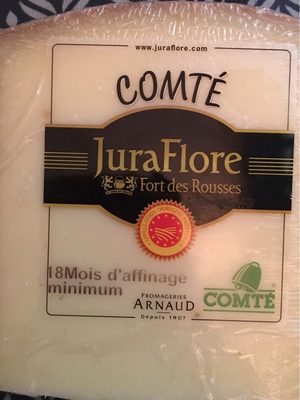 www.juraflore.com
COMTÉ
JuraFlore
Fort des Rousses
18Mois d'affinage
minimum
FROMAGERIES
ARNAUD
Depuis 1907
COMTÉ